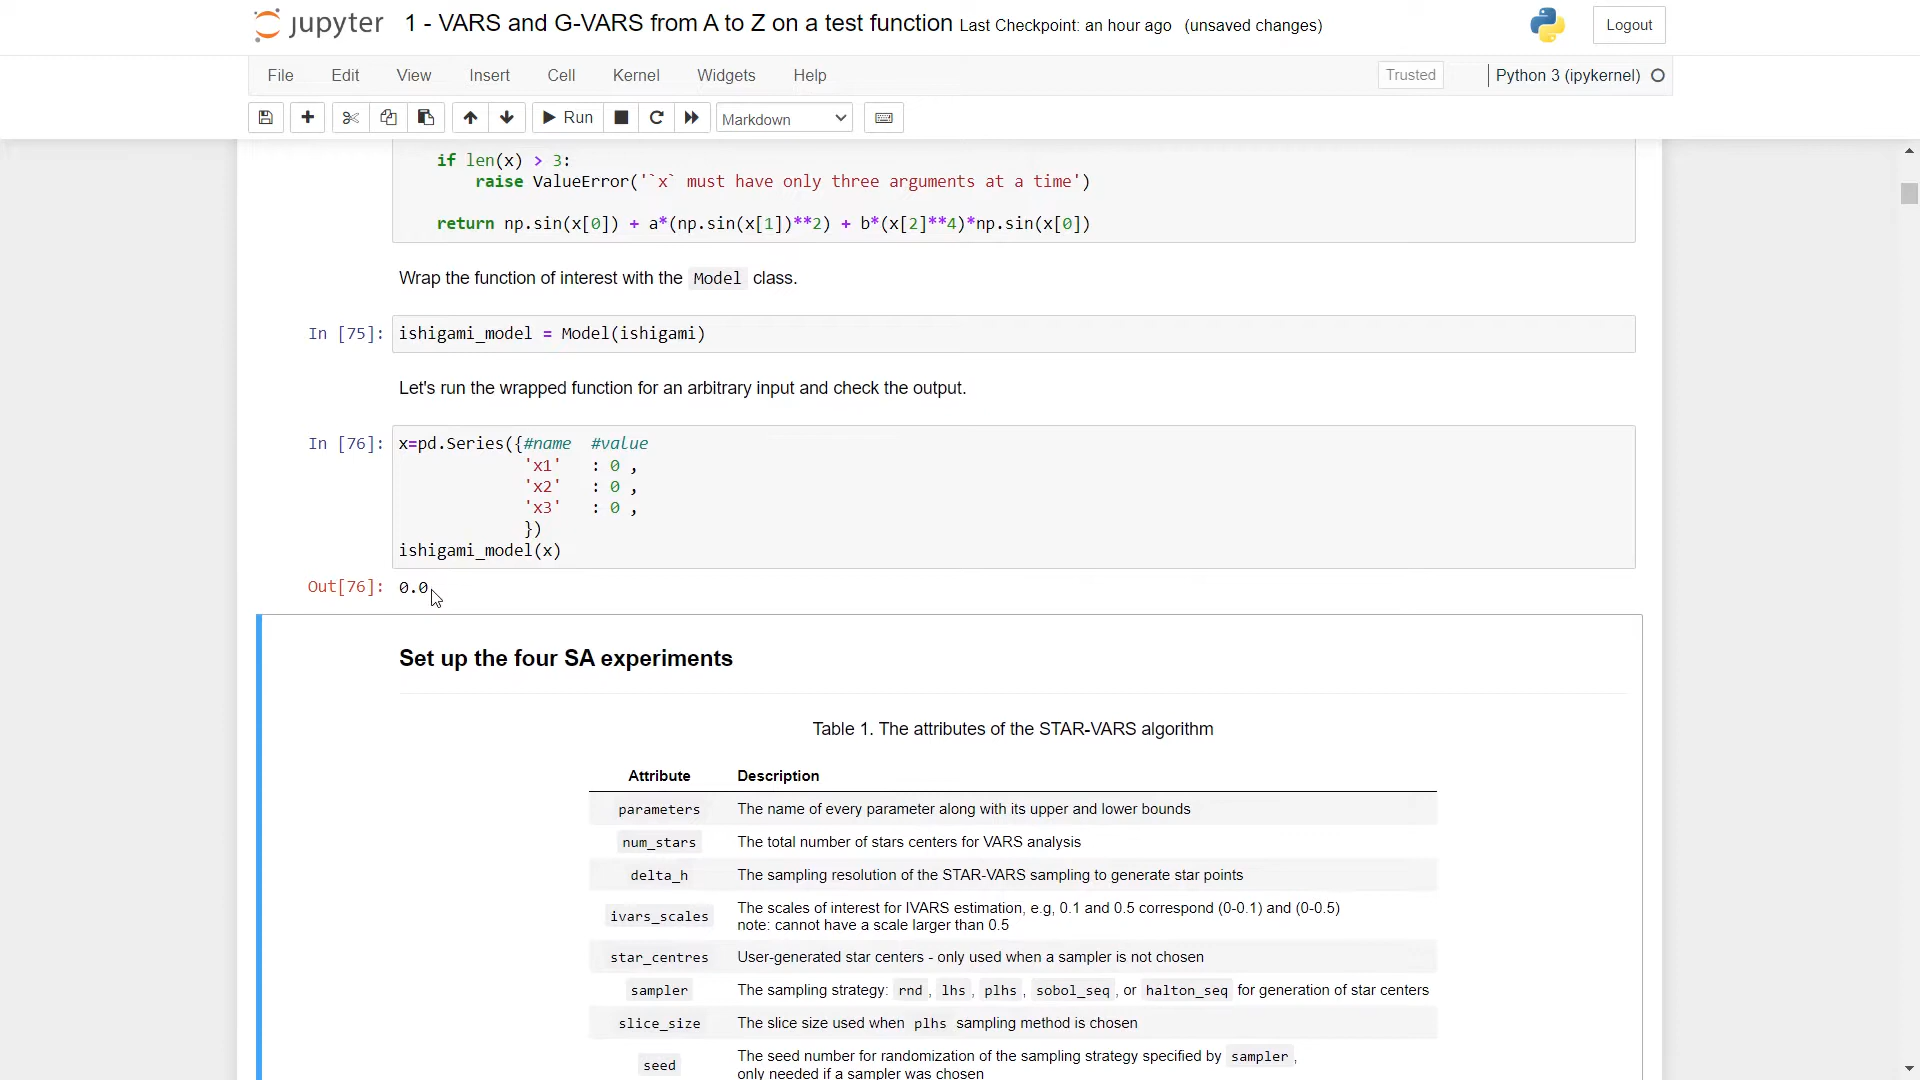 jupyter 1 - VARS and G-VARS from A to Z on a test function Last Checkpoint: an hour ago (unsaved changes) Logout
File Edit View Insert Cell Kernel Widgets Help Trusted Python 3 (ipykernel)
Run Markdown
if len(x) > 3:
raise ValueError('`x` must have only three arguments at a time')
return np.sin(x[0]) + a*(np.sin(x[1])**2) + b*(x[2]**4)*np.sin(x[0])
Wrap the function of interest with the Model class.
In [75]: ishigami_model = Model(ishigami)
Let's run the wrapped function for an arbitrary input and check the output.
In [76]: x=pd.Series({#name #value
'x1' : 0 ,
'x2' : 0 ,
'x3' : 0 ,
})
ishigami_model(x)
Out[76]: 0.0
Set up the four SA experiments
Table 1. The attributes of the STAR-VARS algorithm
Attribute Description
parameters The name of every parameter along with its upper and lower bounds
num_stars The total number of stars centers for VARS analysis
delta_h The sampling resolution of the STAR-VARS sampling to generate star points
ivars_scales The scales of interest for IVARS estimation, e.g, 0.1 and 0.5 correspond (0-0.1) and (0-0.5)
note: cannot have a scale larger than 0.5
star_centres User-generated star centers - only used when a sampler is not chosen
sampler The sampling strategy: rnd , lhs , plhs , sobol_seq , or halton_seq for generation of star centers
slice_size The slice size used when plhs sampling method is chosen
seed The seed number for randomization of the sampling strategy specified by sampler ,
only needed if a sampler was chosen